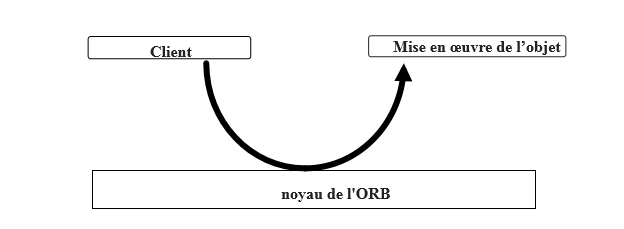 Client
Mise en œuvre de l’objet
noyau de l'ORB